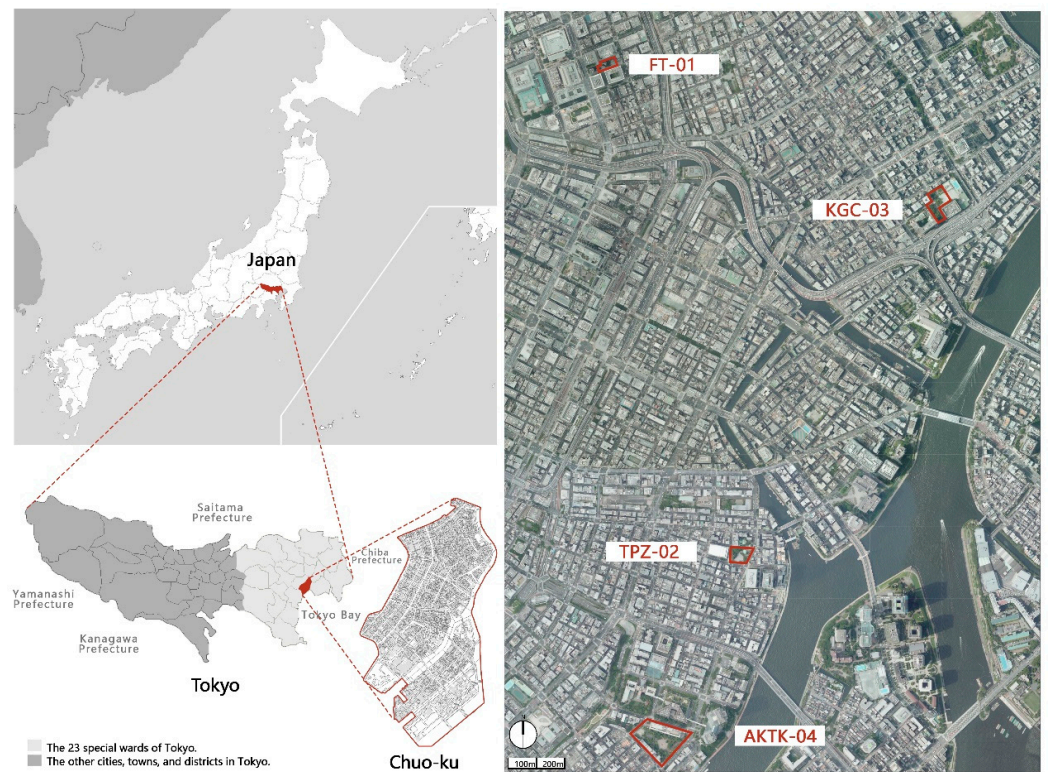 Japan
Saitama
Prefecture
Chiba
Prefecture
Yamanashi
Prefecture
Tokyo Bay
Kanagawa
Prefecture
Tokyo
The 23 special wards of Tokyo.
The other cities, towns, and districts in Tokyo.
Chuo-ku
FT-01
KGC-03
TPZ-02
AKTK-04
N
100m 200m